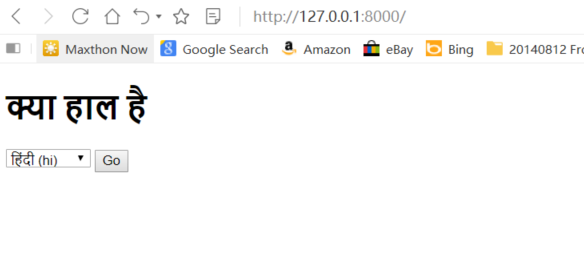 http://127.0.0.1:8000/
Maxthon Now Google Search Amazon eBay Bing 20140812 Fro
क्या हाल है
हिंदी (hi) Go